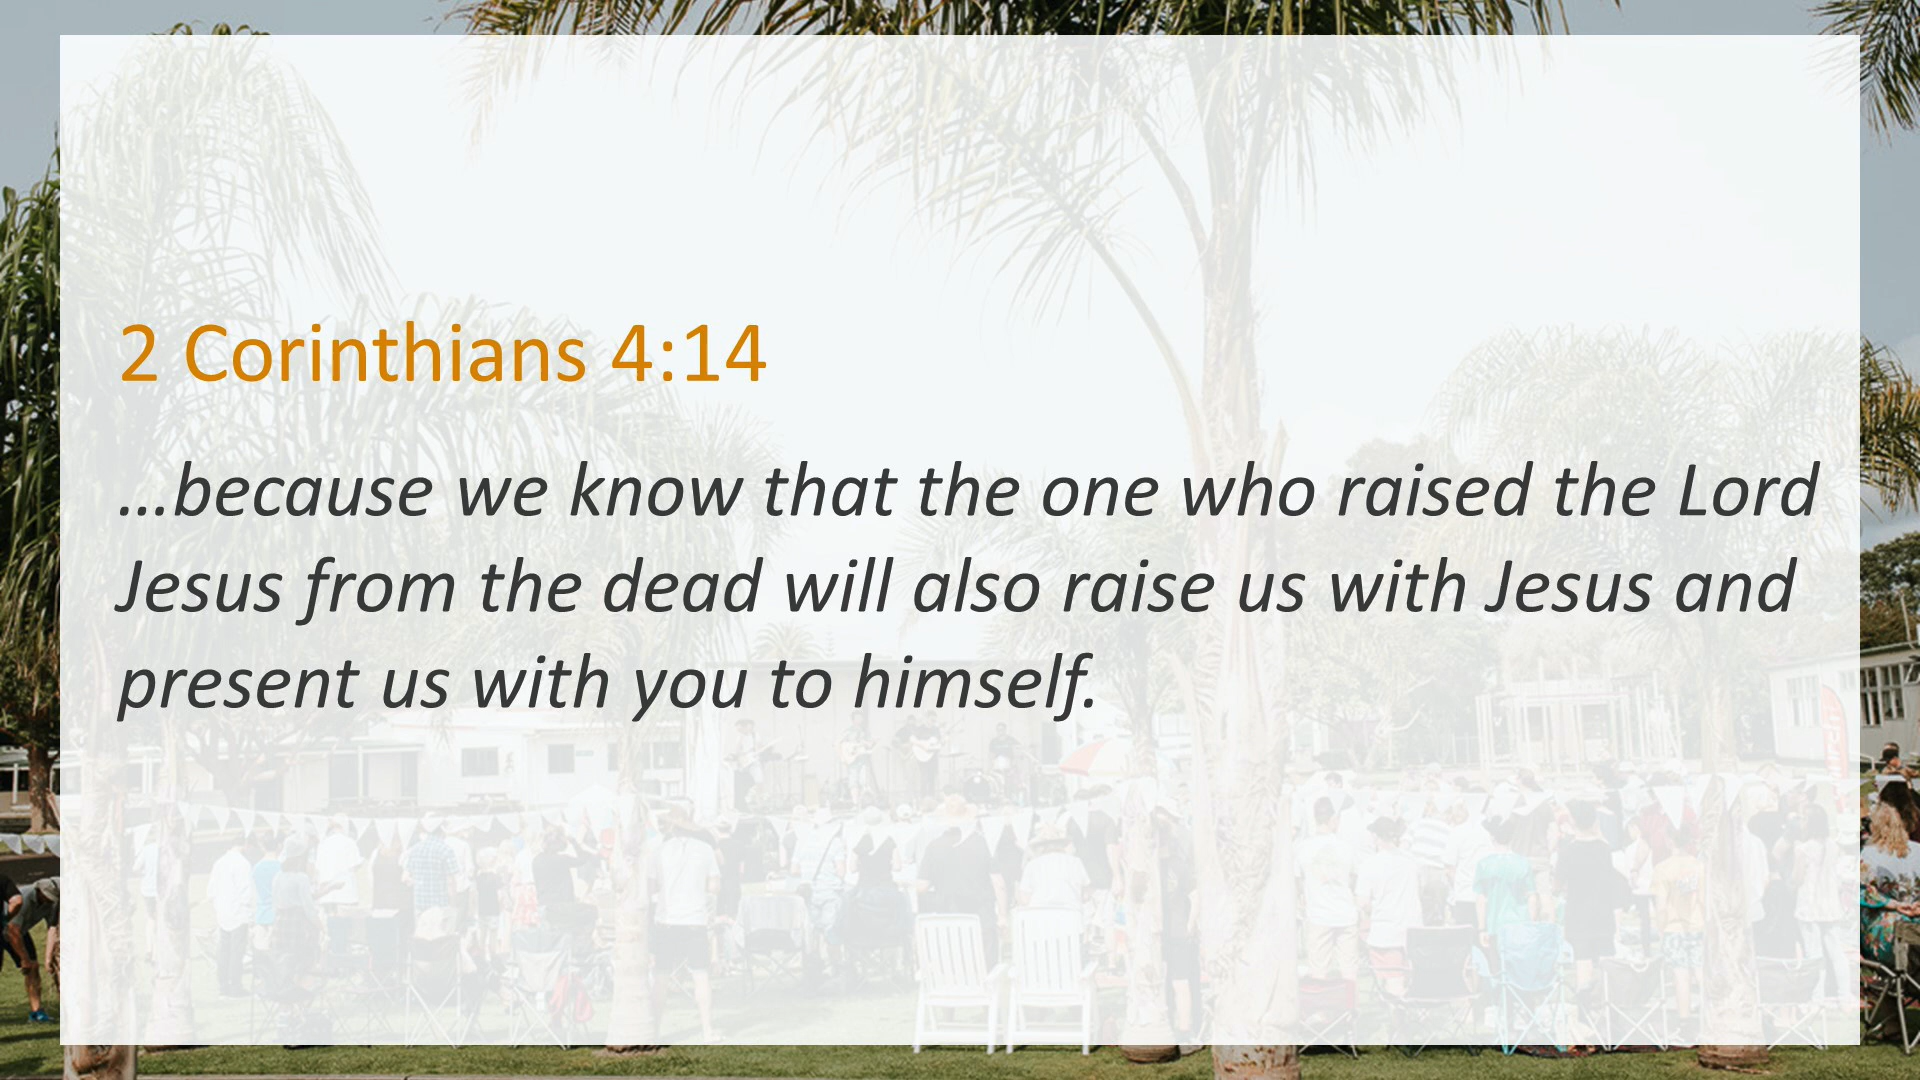 2 Corinthians 4:14
…because we know that the one who raised the Lord
Jesus from the dead will also raise us with Jesus and
present us with you to himself.